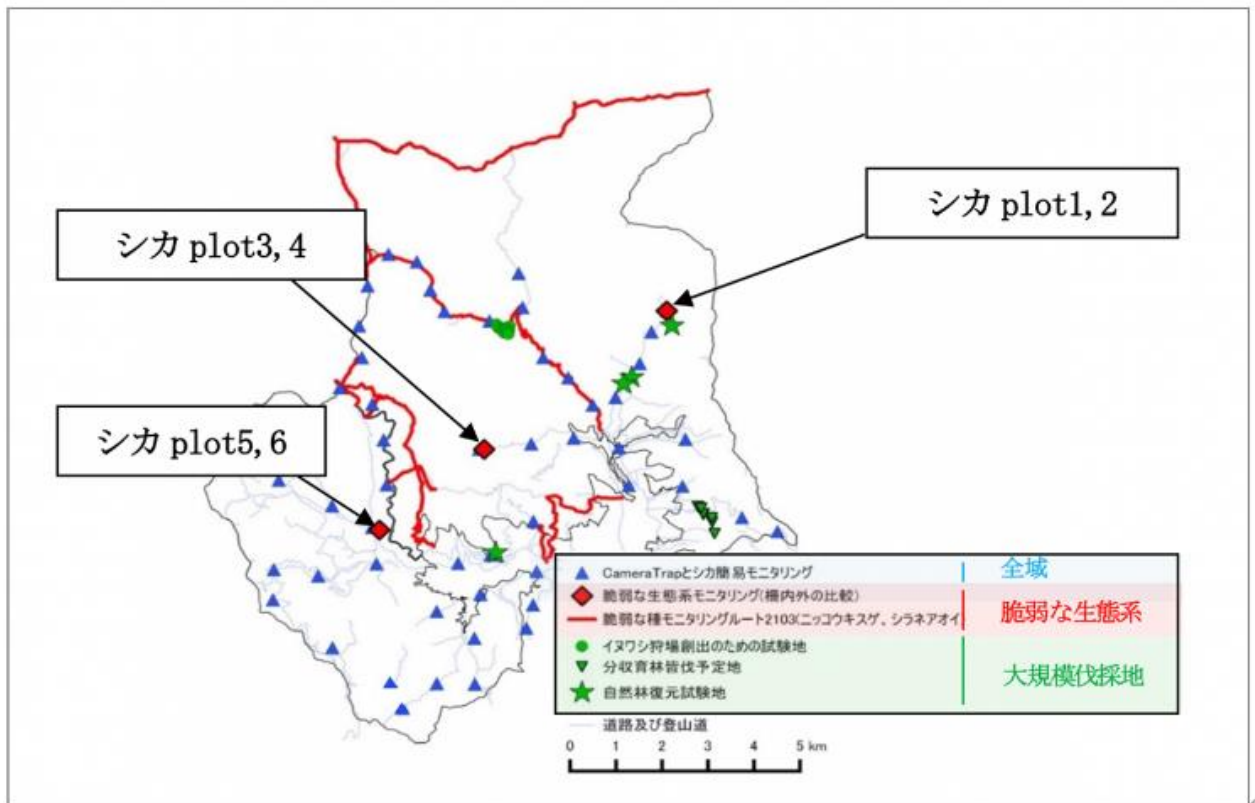 シカ plot1, 2
シカ plot3, 4
シカ plot5, 6
CameraTrapとシカ簡易モニタリング
全域
脆弱な生態系モニタリング(柵内外の比較)
脆弱な種モニタリングルート2103(ニッコウキスゲ、シラネアオイ
脆弱な生態系
イヌワシ狩場創出のための試験地
分収育林皆伐予定地
自然林復元試験地
大規模伐採地
道路及び登山道
0 1 2 3 4 5 km